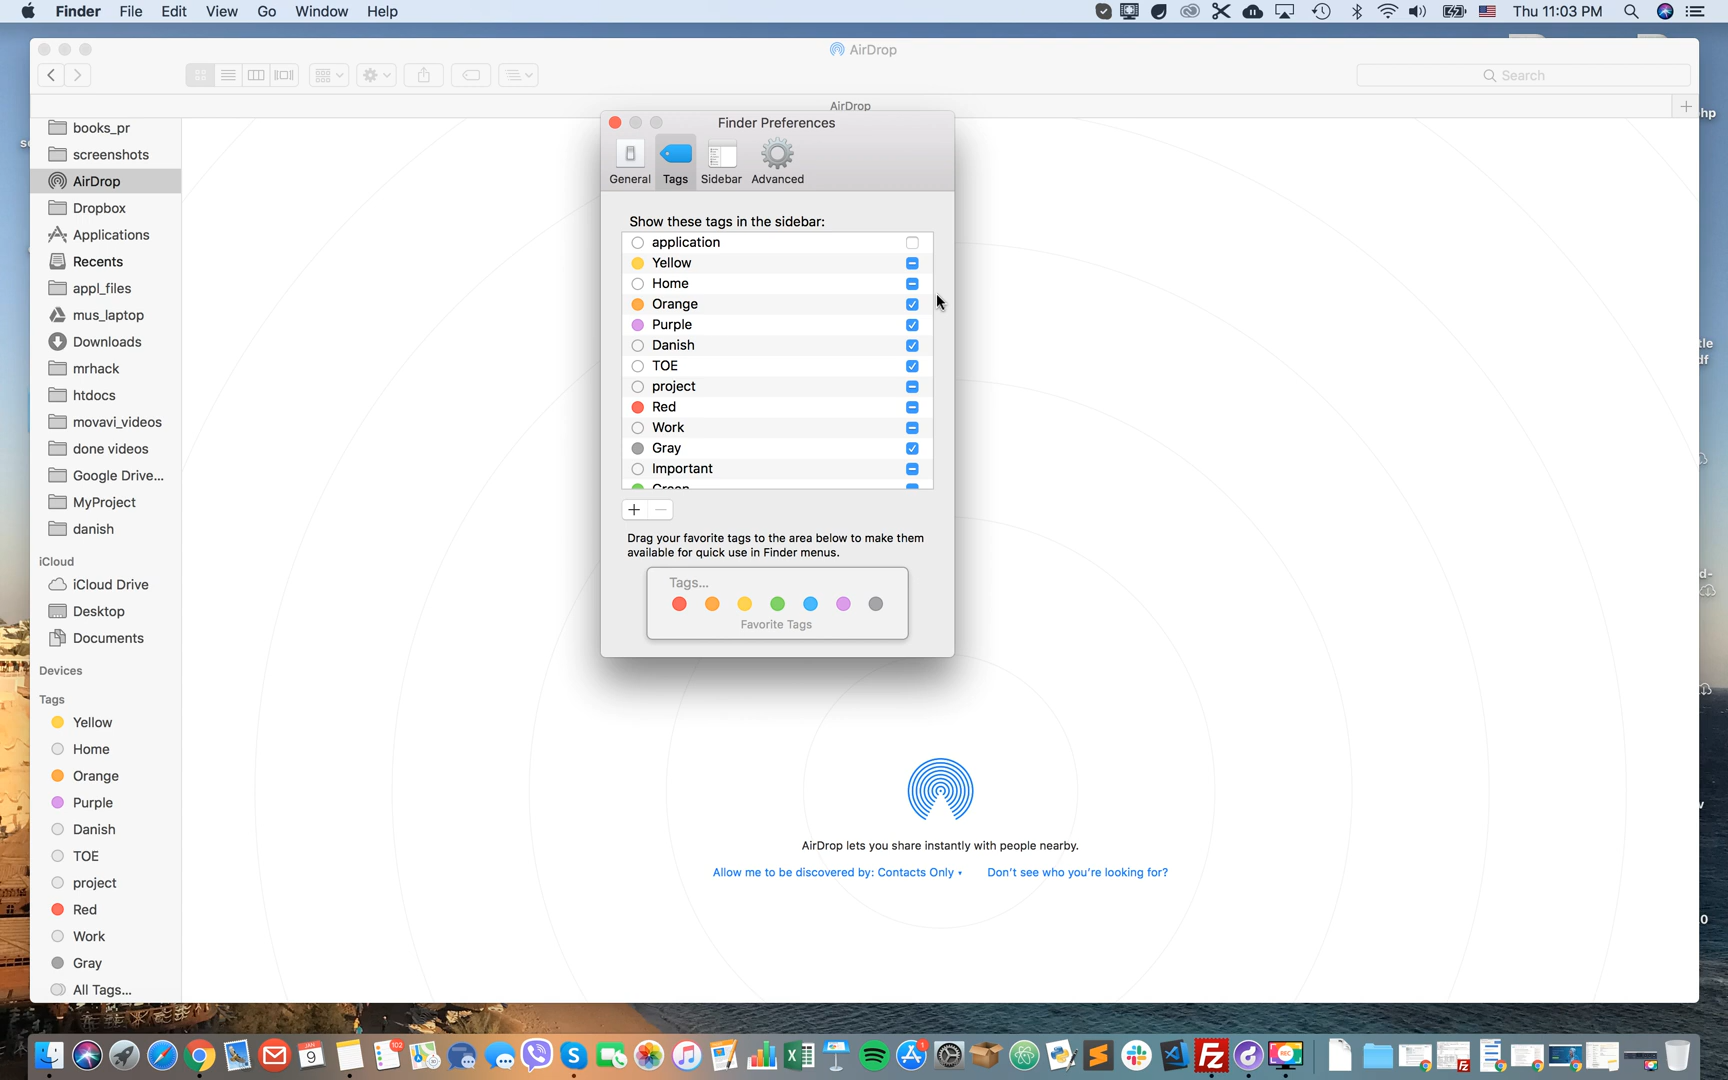 Finder File Edit View Go Window Help
Thu 11:03 PM
AirDrop
Search
AirDrop
books_pr
screenshots
AirDrop
Dropbox
Applications
Recents
appl_files
mus_laptop
Downloads
mrhack
htdocs
movavi_videos
done videos
Google Drive...
MyProject
danish
iCloud
iCloud Drive
Desktop
Documents
Devices
Tags
Yellow
Home
Orange
Purple
Danish
TOE
project
Red
Work
Gray
All Tags...
Finder Preferences
General Tags Sidebar Advanced
Show these tags in the sidebar:
application
Yellow
Home
Orange
Purple
Danish
TOE
project
Red
Work
Gray
Important
Green
Drag your favorite tags to the area below to make them
available for quick use in Finder menus.
Tags...
Favorite Tags
AirDrop lets you share instantly with people nearby.
Allow me to be discovered by: Contacts Only
Don't see who you're looking for?
102
9
1
REC